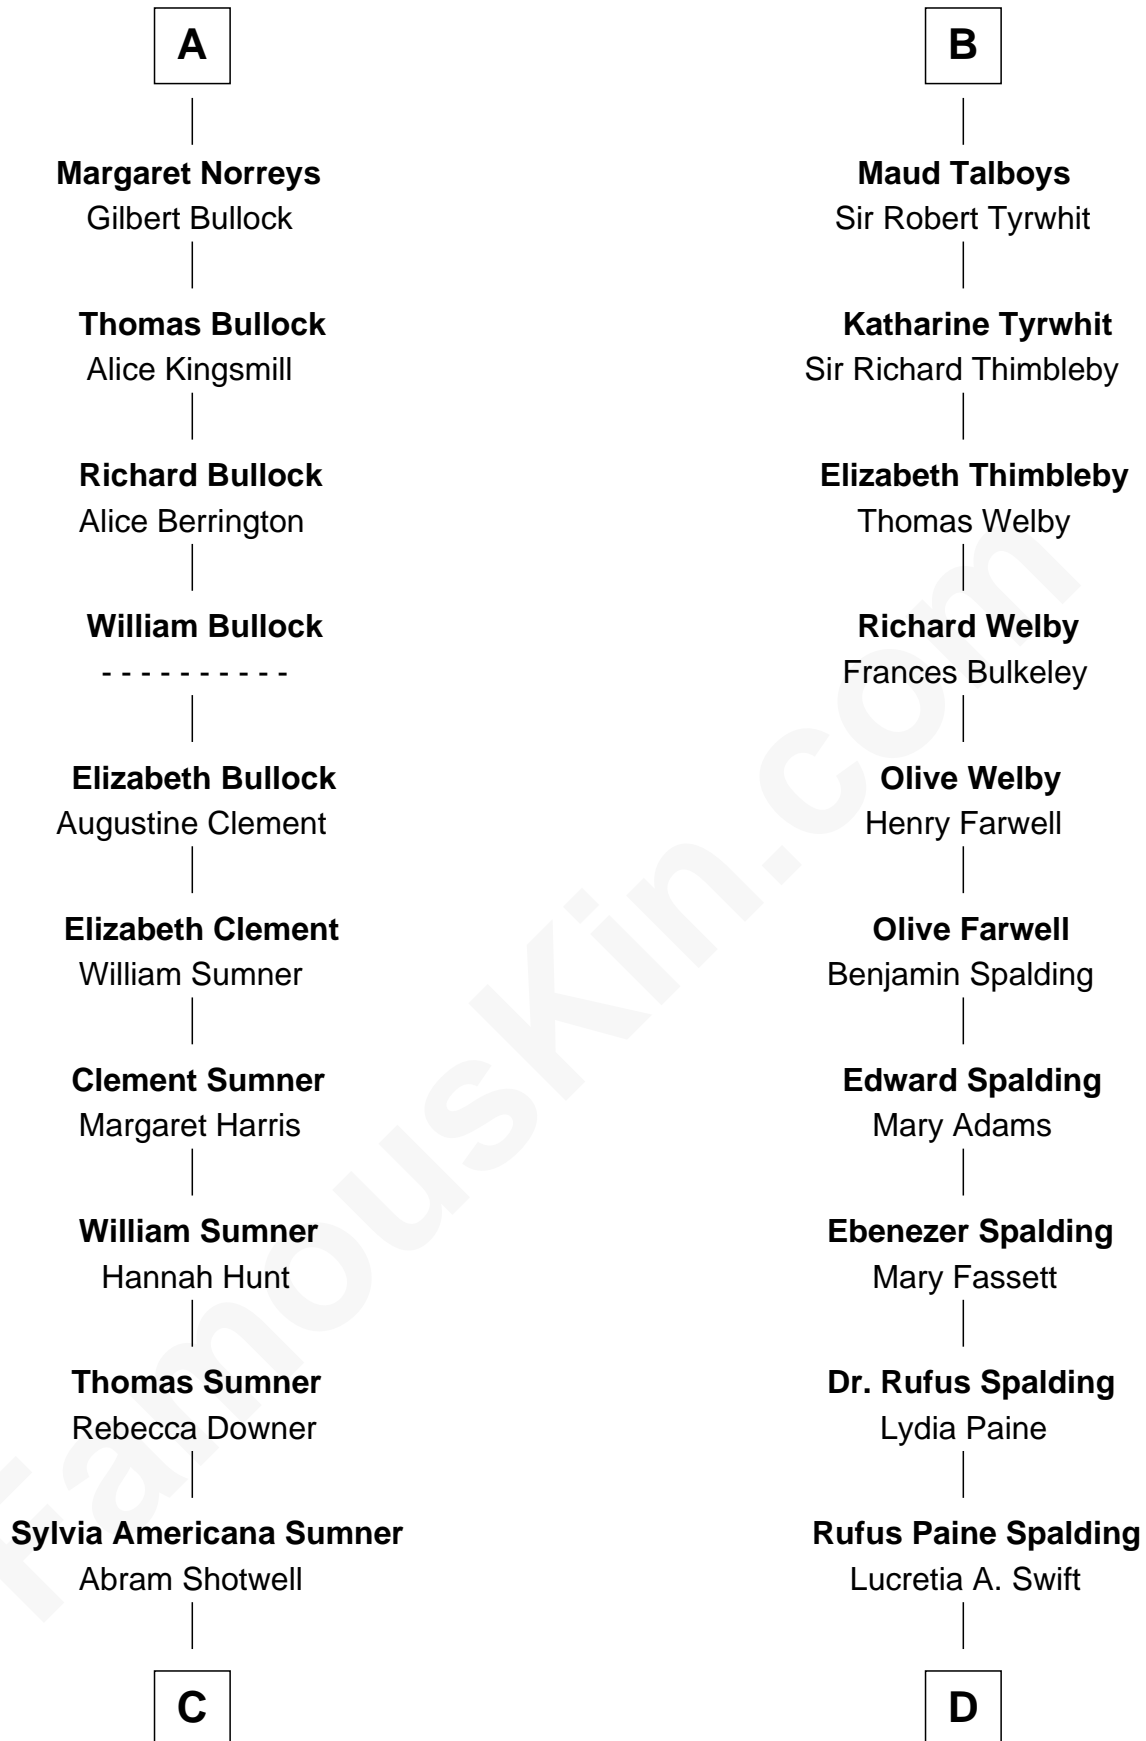 A
Margaret Norreys
Gilbert Bullock
Thomas Bullock
Alice Kingsmill
Richard Bullock
Alice Berrington
William Bullock
- - - - - - - - - -
Elizabeth Bullock
Augustine Clement
Elizabeth Clement
William Sumner
Clement Sumner
Margaret Harris
William Sumner
Hannah Hunt
Thomas Sumner
Rebecca Downer
Sylvia Americana Sumner
Abram Shotwell
C
B
Maud Talboys
Sir Robert Tyrwhit
Katharine Tyrwhit
Sir Richard Thimbleby
Elizabeth Thimbleby
Thomas Welby
Richard Welby
Frances Bulkeley
Olive Welby
Henry Farwell
Olive Farwell
Benjamin Spalding
Edward Spalding
Mary Adams
Ebenezer Spalding
Mary Fassett
Dr. Rufus Spalding
Lydia Paine
Rufus Paine Spalding
Lucretia A. Swift
D
FamousKin.com